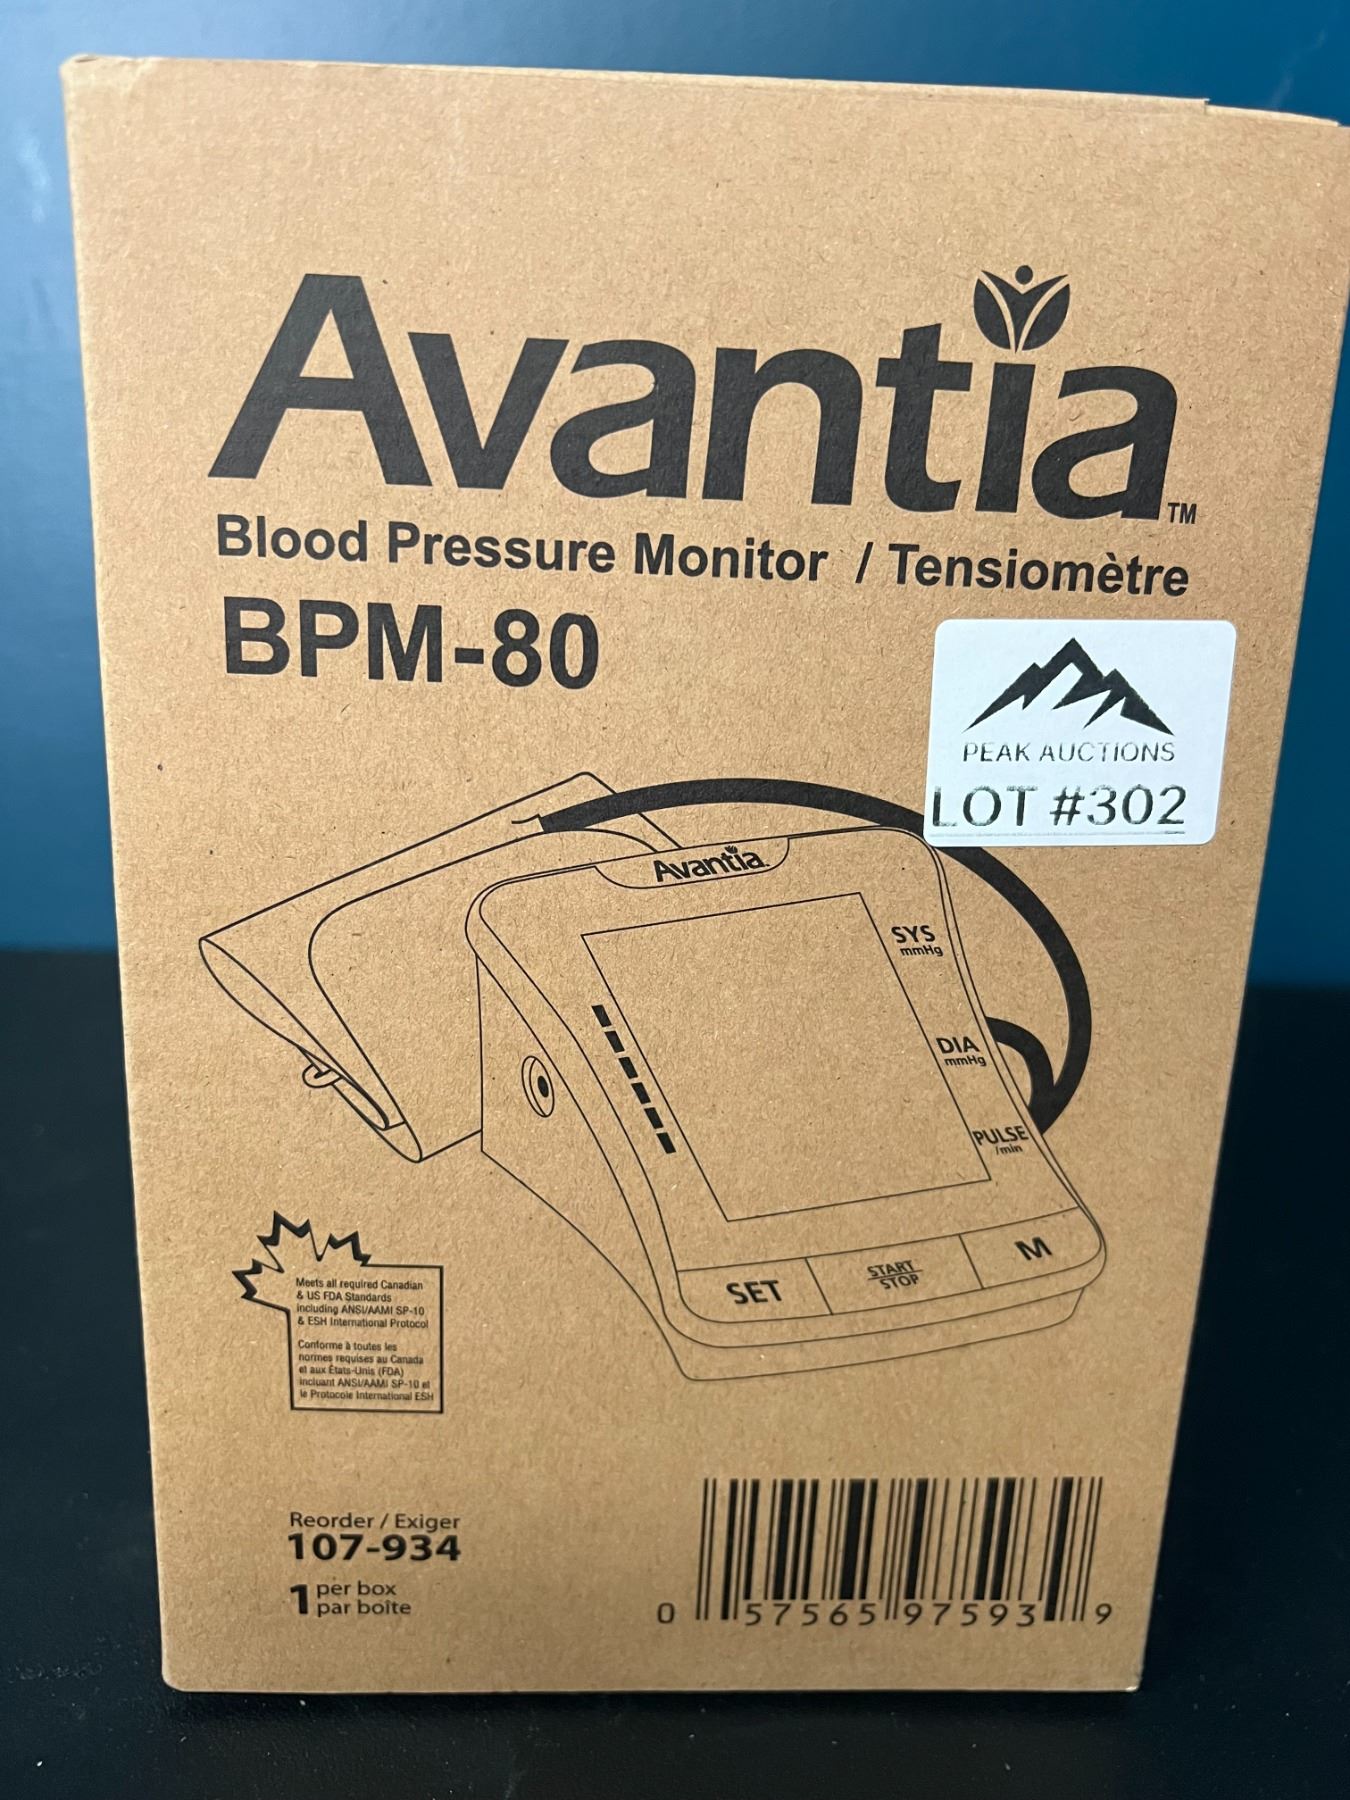 Avantia™
Blood Pressure Monitor / Tensiomètre
BPM-80
PEAK AUCTIONS
LOT #302
Avantia
SYS
mmHg
DIA
mmHg
PULSE
/min
SET
START
STOP
M
Meets all required Canadian
& US FDA Standards
including ANSI/AAMI SP-10
& ESH International Protocol
Conforme à toutes les
normes requises au Canada
et aux États-Unis (FDA)
incluant ANSI/AAMI SP-10 et
le Protocole International ESH
Reorder / Exiger
107-934
1 per box
par boîte
0 57565 97593 9